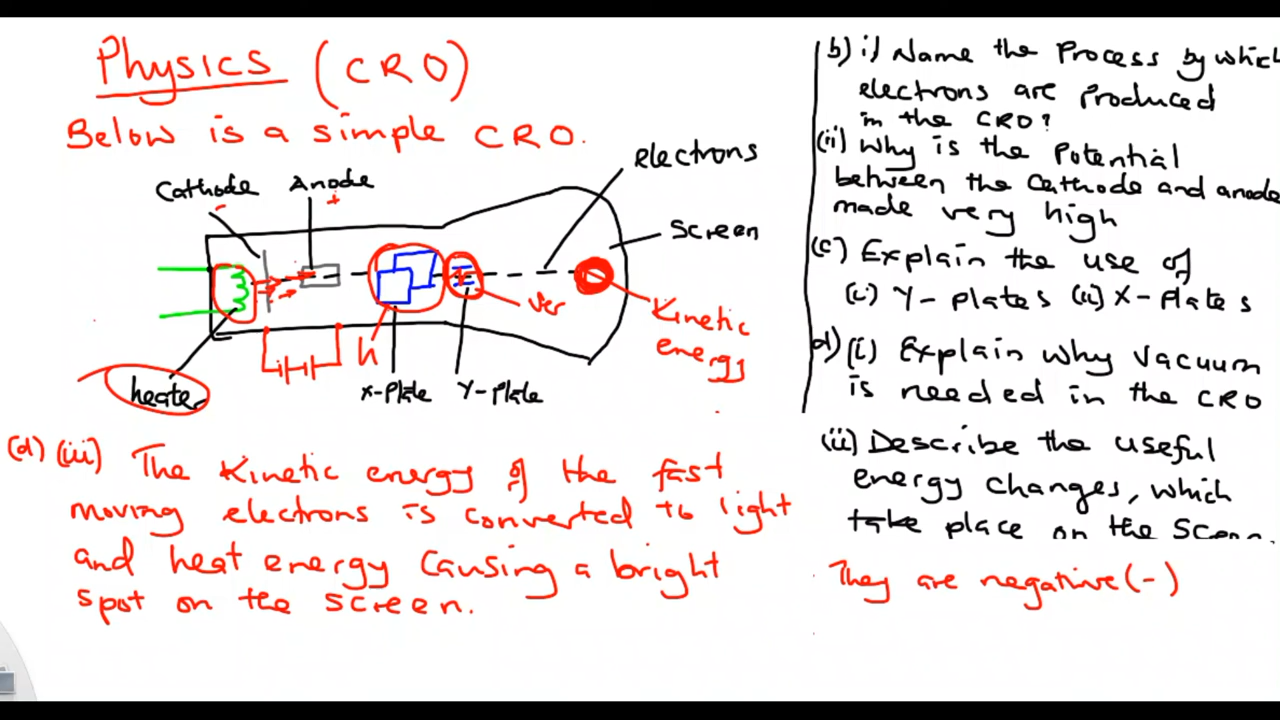 Physics (CRO)
Below is a simple CRO.
electrons
Cathode
Anode
-
+
Screen
ver
Kinetic
energy
h
heater
X-Plate
Y-Plate
(d) (iii) The Kinetic energy of the fast
moving electrons is converted to light
and heat energy causing a bright
spot on the screen.
b) i) Name the Process by which
electrons are produced
in the CRO?
(ii) Why is the Potential
between the Cathode and anode
made very high
(c) Explain the use of
(i) Y-plates (ii) X-Plates
d) (i) Explain why vacuum
is needed in the CRO
(ii) Describe the useful
energy changes, which
take place on the screen.
They are negative (-)